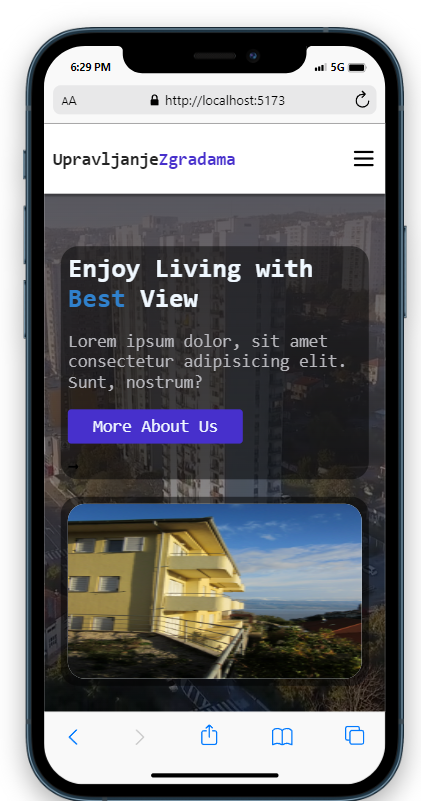 6:29 PM
5G
AA
http://localhost:5173
UpravljanjeZgradama
Enjoy Living with
Best View
Lorem ipsum dolor, sit amet
consectetur adipisicing elit.
Sunt, nostrum?
More About Us
→